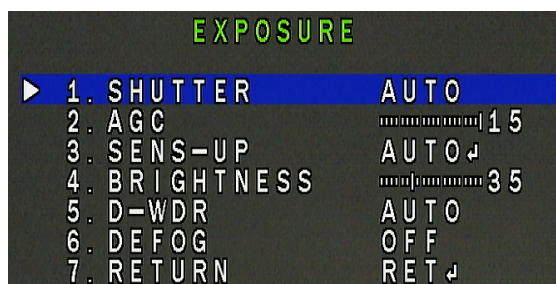 EXPOSURE
1. SHUTTER AUTO
2. AGC 15
3. SENS-UP AUTO↲
4. BRIGHTNESS 35
5. D-WDR AUTO
6. DEFOG OFF
7. RETURN RET↲